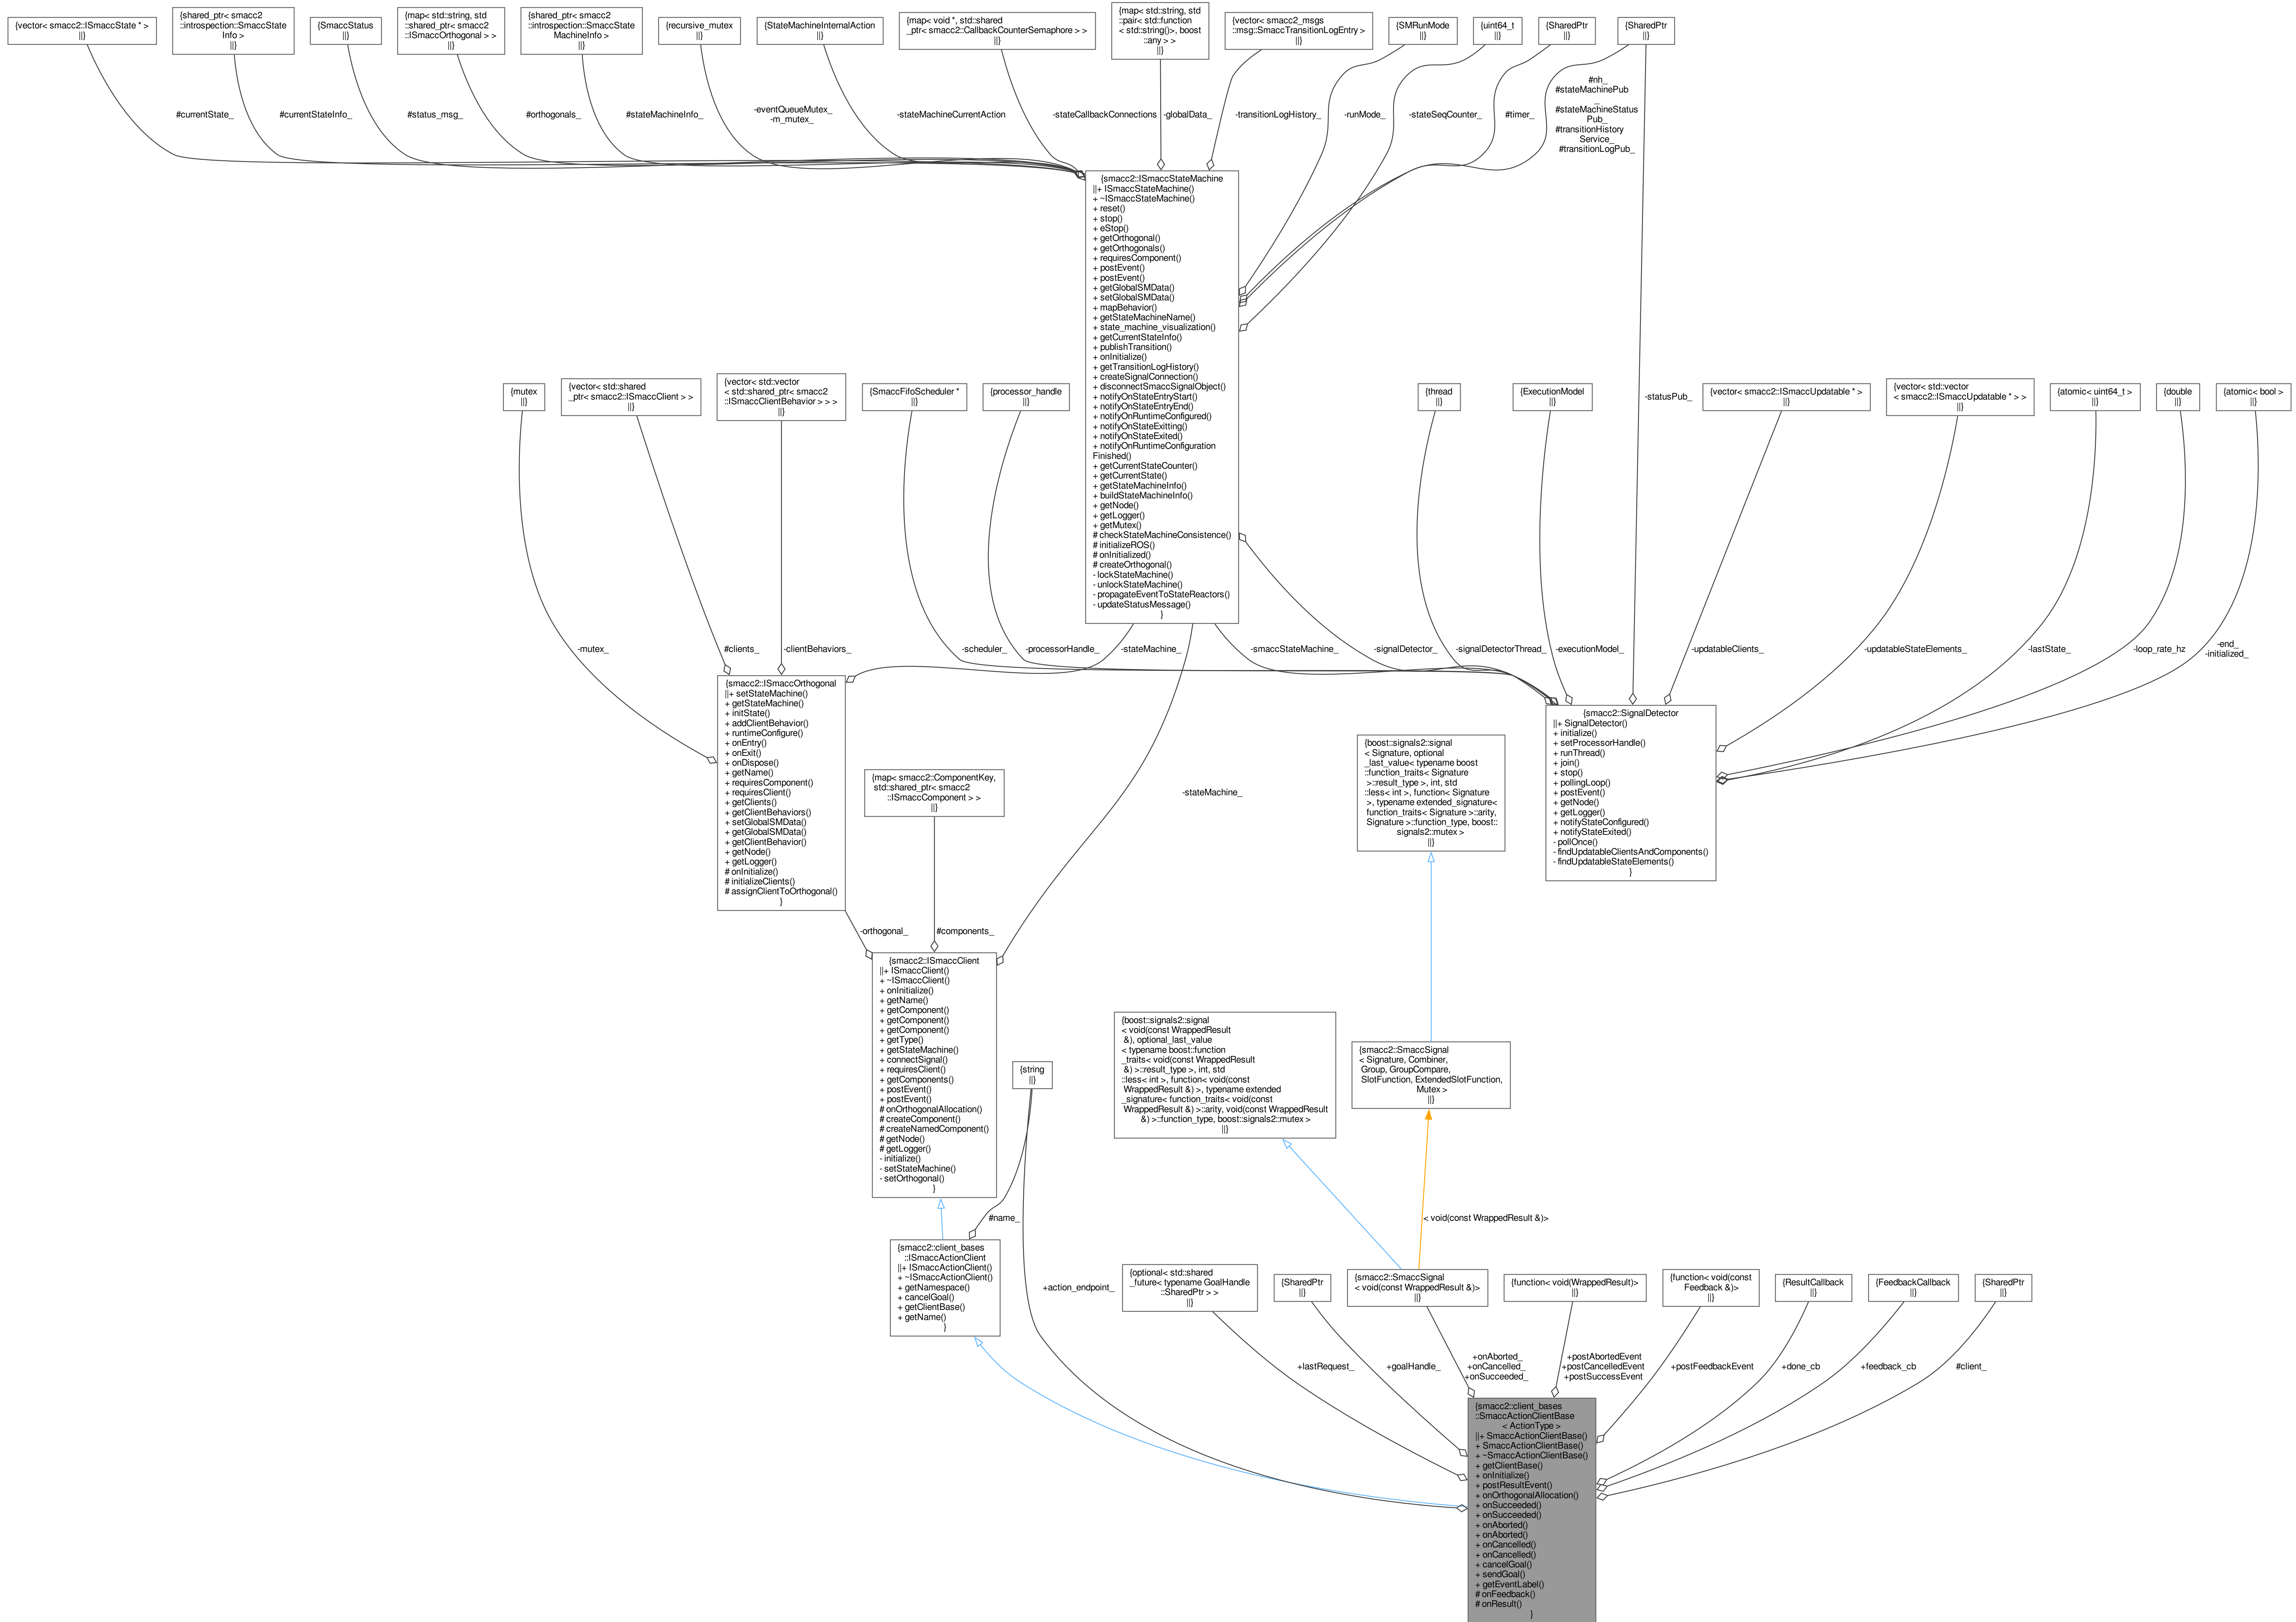 {vector< smacc2::ISmaccState * >
||}
{shared_ptr< smacc2
::introspection::SmaccState
Info >
||}
{SmaccStatus
||}
{map< std::string, std
::shared_ptr< smacc2
::ISmaccOrthogonal > >
||}
{shared_ptr< smacc2
::introspection::SmaccState
MachineInfo >
||}
{recursive_mutex
||}
{StateMachineInternalAction
||}
{map< void *, std::shared
_ptr< smacc2::CallbackCounterSemaphore > >
||}
{map< std::string, std
::pair< std::function
< std::string()>, boost
::any > >
||}
{vector< smacc2_msgs
::msg::SmaccTransitionLogEntry >
||}
{SMRunMode
||}
{uint64_t
||}
{SharedPtr
||}
{SharedPtr
||}
#currentState_
#currentStateInfo_
#status_msg_
#orthogonals_
#stateMachineInfo_
-eventQueueMutex_
-m_mutex_
-stateMachineCurrentAction
-stateCallbackConnections
-globalData_
-transitionLogHistory_
-runMode_
-stateSeqCounter_
#timer_
#nh_
#stateMachinePub
_
#stateMachineStatus
Pub_
#transitionHistory
Service_
#transitionLogPub_
{smacc2::ISmaccStateMachine
||+ ISmaccStateMachine()
+ ~ISmaccStateMachine()
+ reset()
+ stop()
+ eStop()
+ getOrthogonal()
+ getOrthogonals()
+ requiresComponent()
+ postEvent()
+ postEvent()
+ getGlobalSMData()
+ setGlobalSMData()
+ mapBehavior()
+ getStateMachineName()
+ state_machine_visualization()
+ getCurrentStateInfo()
+ publishTransition()
+ onInitialize()
+ getTransitionLogHistory()
+ createSignalConnection()
+ disconnectSmaccSignalObject()
+ notifyOnStateEntryStart()
+ notifyOnStateEntryEnd()
+ notifyOnRuntimeConfigured()
+ notifyOnStateExitting()
+ notifyOnStateExited()
+ notifyOnRuntimeConfiguration
Finished()
+ getCurrentStateCounter()
+ getCurrentState()
+ getStateMachineInfo()
+ buildStateMachineInfo()
+ getNode()
+ getLogger()
+ getMutex()
# checkStateMachineConsistence()
# initializeROS()
# onInitialized()
# createOrthogonal()
- lockStateMachine()
- unlockStateMachine()
- propagateEventToStateReactors()
- updateStatusMessage()
}
{mutex
||}
{vector< std::shared
_ptr< smacc2::ISmaccClient > >
||}
{vector< std::vector
< std::shared_ptr< smacc2
::ISmaccClientBehavior > > >
||}
{SmaccFifoScheduler *
||}
{processor_handle
||}
{thread
||}
{ExecutionModel
||}
-statusPub_
{vector< smacc2::ISmaccUpdatable * >
||}
{vector< std::vector
< smacc2::ISmaccUpdatable * > >
||}
{atomic< uint64_t >
||}
{double
||}
{atomic< bool >
||}
-mutex_
#clients_
-clientBehaviors_
-scheduler_
-processorHandle_
-stateMachine_
-smaccStateMachine_
-signalDetector_
-signalDetectorThread_
-executionModel_
-updatableClients_
-updatableStateElements_
-lastState_
-loop_rate_hz
-end_
-initialized_
{smacc2::ISmaccOrthogonal
||+ setStateMachine()
+ getStateMachine()
+ initState()
+ addClientBehavior()
+ runtimeConfigure()
+ onEntry()
+ onExit()
+ onDispose()
+ getName()
+ requiresComponent()
+ requiresClient()
+ getClients()
+ getClientBehaviors()
+ setGlobalSMData()
+ getGlobalSMData()
+ getClientBehavior()
+ getNode()
+ getLogger()
# onInitialize()
# initializeClients()
# assignClientToOrthogonal()
}
{smacc2::SignalDetector
||+ SignalDetector()
+ initialize()
+ setProcessorHandle()
+ runThread()
+ join()
+ stop()
+ pollingLoop()
+ postEvent()
+ getNode()
+ getLogger()
+ notifyStateConfigured()
+ notifyStateExited()
- pollOnce()
- findUpdatableClientsAndComponents()
- findUpdatableStateElements()
}
{map< smacc2::ComponentKey,
std::shared_ptr< smacc2
::ISmaccComponent > >
||}
{boost::signals2::signal
< Signature, optional
_last_value< typename boost
::function_traits< Signature
>::result_type >, int, std
::less< int >, function< Signature
>, typename extended_signature<
function_traits< Signature >::arity,
Signature >::function_type, boost::
signals2::mutex >
||}
-stateMachine_
-orthogonal_
#components_
{smacc2::ISmaccClient
||+ ISmaccClient()
+ ~ISmaccClient()
+ onInitialize()
+ getName()
+ getComponent()
+ getComponent()
+ getComponent()
+ getType()
+ getStateMachine()
+ connectSignal()
+ requiresClient()
+ getComponents()
+ postEvent()
+ postEvent()
# onOrthogonalAllocation()
# createComponent()
# createNamedComponent()
# getNode()
# getLogger()
- initialize()
- setStateMachine()
- setOrthogonal()
}
{string
||}
{boost::signals2::signal
< void(const WrappedResult
&), optional_last_value
< typename boost::function
_traits< void(const WrappedResult
&) >::result_type >, int, std
::less< int >, function< void(const
WrappedResult &) >, typename extended
_signature< function_traits< void(const
WrappedResult &) >::arity, void(const WrappedResult
&) >::function_type, boost::signals2::mutex >
||}
{smacc2::SmaccSignal
< Signature, Combiner,
Group, GroupCompare,
SlotFunction, ExtendedSlotFunction,
Mutex >
||}
#name_
< void(const WrappedResult &)>
{smacc2::client_bases
::ISmaccActionClient
||+ ISmaccActionClient()
+ ~ISmaccActionClient()
+ getNamespace()
+ cancelGoal()
+ getClientBase()
+ getName()
}
+action_endpoint_
{optional< std::shared
_future< typename GoalHandle
::SharedPtr > >
||}
{SharedPtr
||}
{smacc2::SmaccSignal
< void(const WrappedResult &)>
||}
{function< void(WrappedResult)>
||}
{function< void(const
Feedback &)>
||}
{ResultCallback
||}
{FeedbackCallback
||}
{SharedPtr
||}
+lastRequest_
+goalHandle_
+onAborted_
+onCancelled_
+onSucceeded_
+postAbortedEvent
+postCancelledEvent
+postSuccessEvent
+postFeedbackEvent
+done_cb
+feedback_cb
#client_
{smacc2::client_bases
::SmaccActionClientBase
< ActionType >
||+ SmaccActionClientBase()
+ SmaccActionClientBase()
+ ~SmaccActionClientBase()
+ getClientBase()
+ onInitialize()
+ postResultEvent()
+ onOrthogonalAllocation()
+ onSucceeded()
+ onSucceeded()
+ onAborted()
+ onAborted()
+ onCancelled()
+ onCancelled()
+ cancelGoal()
+ sendGoal()
+ getEventLabel()
# onFeedback()
# onResult()
}